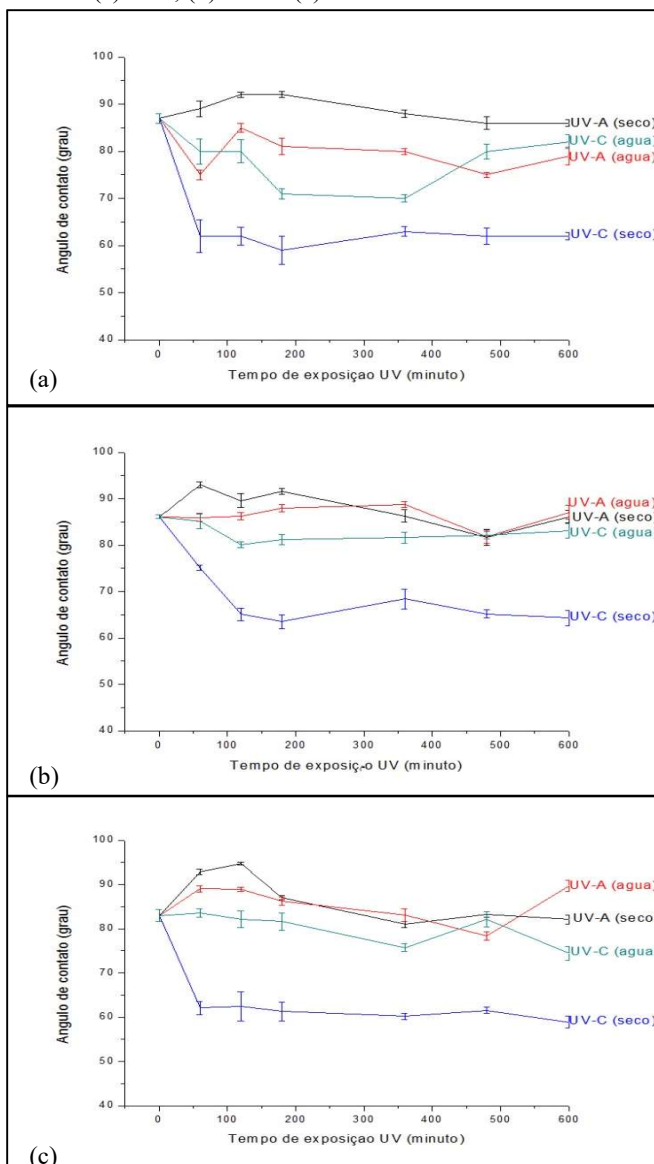 100
90
80
70
60
50
40
Angulo de contato (grau)
UV-A (seco)
UV-C (agua)
UV-A (agua)
UV-C (seco)
0 100 200 300 400 500 600
Tempo de exposiçao UV (minuto)
(a)
100
90
80
70
60
50
40
Angulo de contato (grau)
UV-A (agua)
UV-A (seco)
UV-C (agua
UV-C (seco)
0 100 200 300 400 500 600
Tempo de exposiç,-o UV (minuto)
(b)
100
90
80
70
60
50
40
Angulo de contato (grau)
UV-A (agua)
UV-A (seco
UV-C (agua
UV-C (seco)
0 100 200 300 400 500 600
Tempo de exposiçao UV (minuto)
(c)